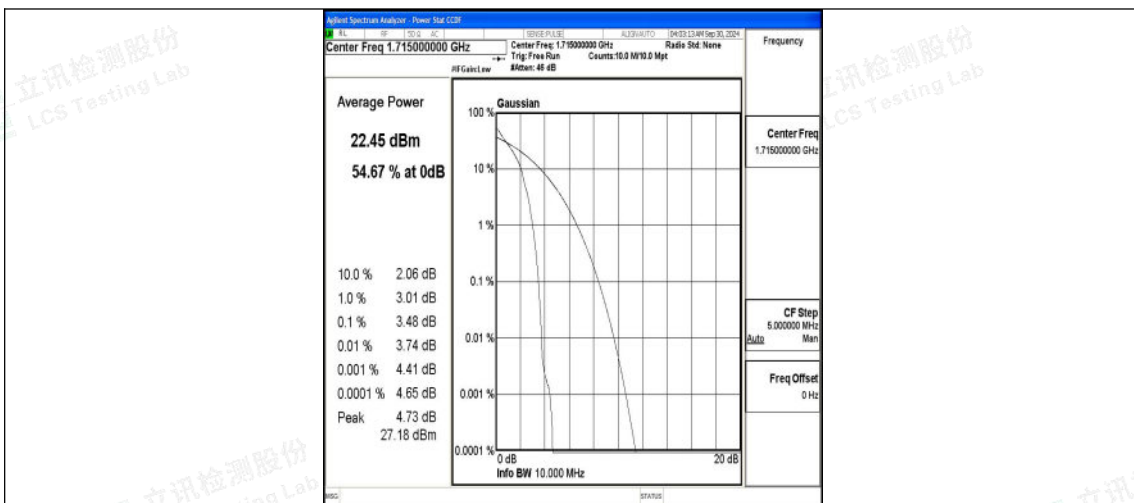 Agilent Spectrum Analyzer - Power Stat CCDF
RL RF 50 Ω AC SENSE:PULSE ALIGNAUTO 04:03:13 AM Sep 30, 2024
Center Freq 1.715000000 GHz
Center Freq: 1.715000000 GHz Radio Std: None
Trig: Free Run Counts:10.0 M/10.0 Mpt
#IFGain:Low #Atten: 46 dB
Frequency
Average Power
22.45 dBm
54.67 % at 0dB
10.0 % 2.06 dB
1.0 % 3.01 dB
0.1 % 3.48 dB
0.01 % 3.74 dB
0.001 % 4.41 dB
0.0001 % 4.65 dB
Peak 4.73 dB
27.18 dBm
Gaussian
100 %
10 %
1 %
0.1 %
0.01 %
0.001 %
0.0001 %
0 dB 20 dB
Info BW 10.000 MHz
Center Freq
1.715000000 GHz
CF Step
5.000000 MHz
Auto Man
Freq Offset
0 Hz
MSG STATUS
立讯检测股份
LCS Testing Lab
立讯检测股份
LCS Testing Lab
立讯检测股份